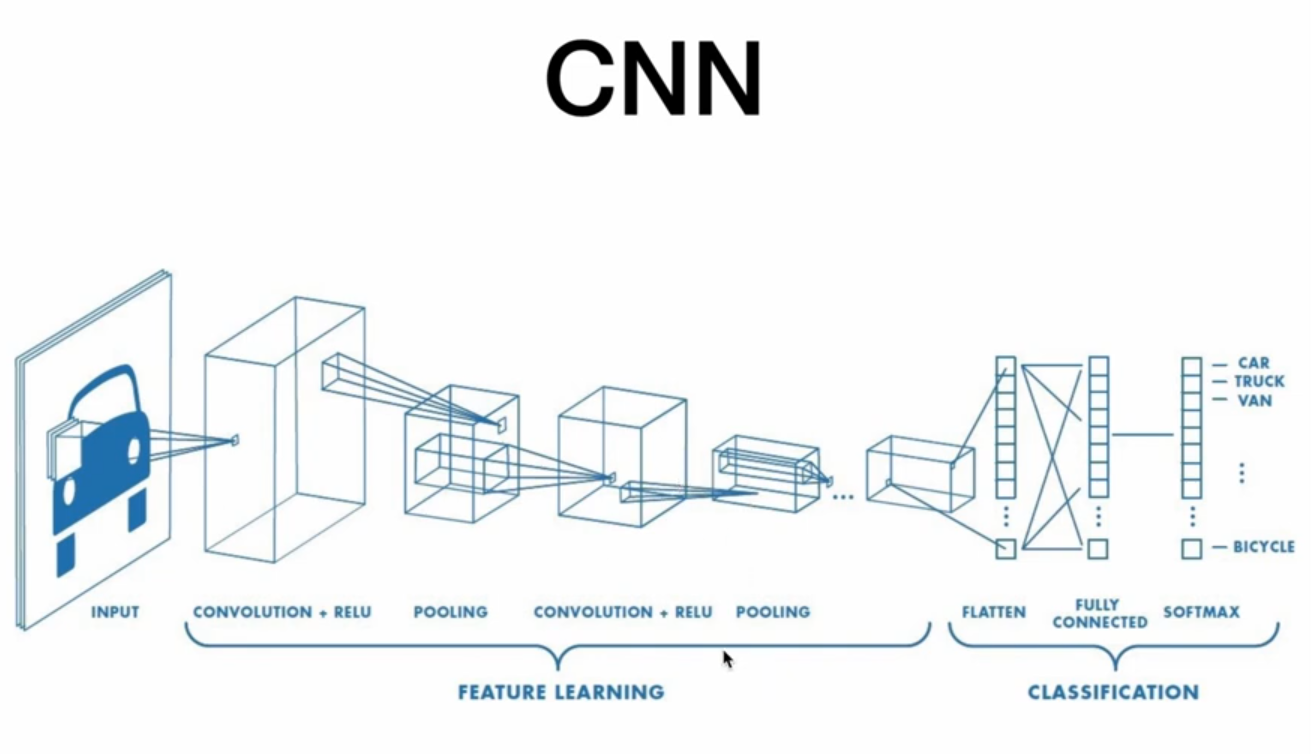 CNN
CAR
TRUCK
VAN
BICYCLE
INPUT
CONVOLUTION + RELU
POOLING
CONVOLUTION + RELU
POOLING
FLATTEN
FULLY
CONNECTED
SOFTMAX
FEATURE LEARNING
CLASSIFICATION